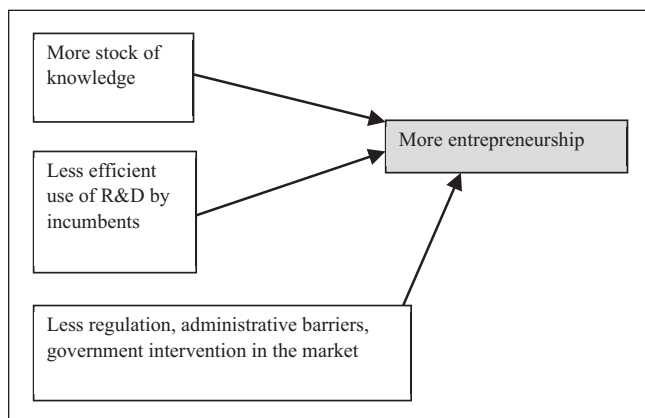 More stock of
knowledge
More entrepreneurship
Less efficient
use of R&D by
incumbents
Less regulation, administrative barriers,
government intervention in the market